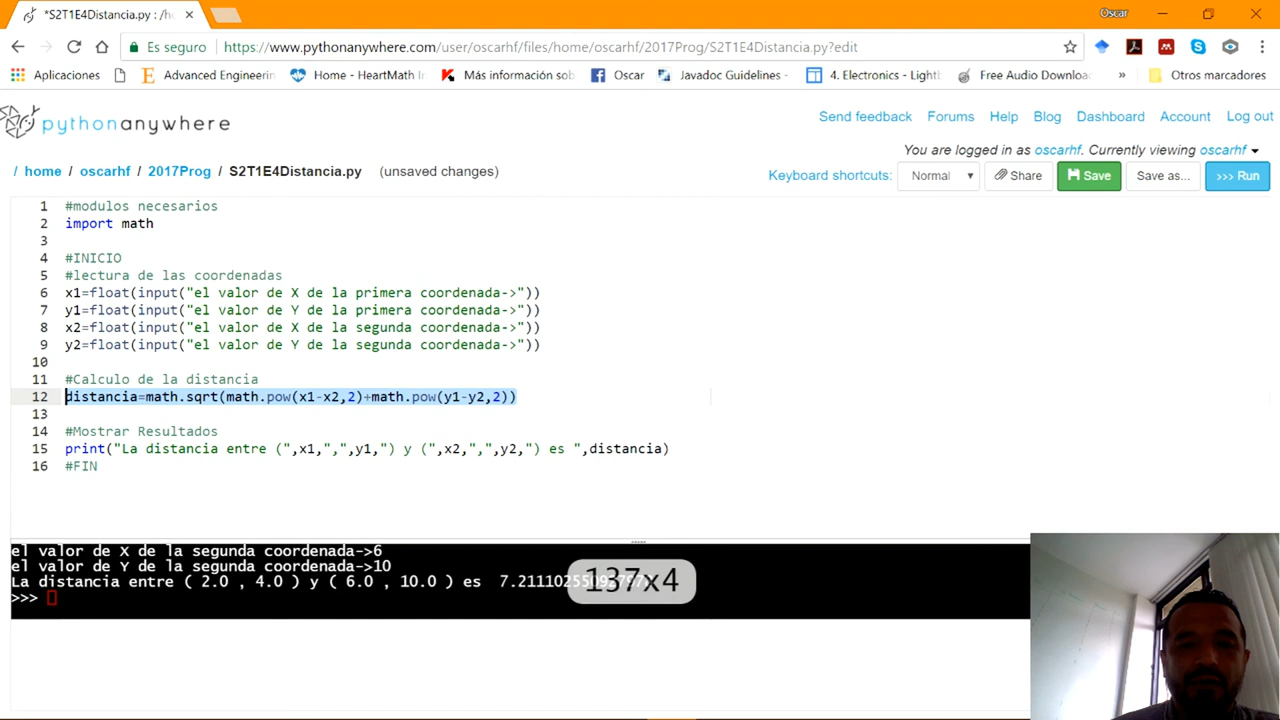 *S2T1E4Distancia.py : /h
Oscar
Es seguro https://www.pythonanywhere.com/user/oscarhf/files/home/oscarhf/2017Prog/S2T1E4Distancia.py?edit
Aplicaciones Advanced Engineerin Home - HeartMath I Más información sob Oscar Javadoc Guidelines - 4. Electronics - Light Free Audio Downloa » Otros marcadores
pythonanywhere
Send feedback Forums Help Blog Dashboard Account Log out
You are logged in as oscarhf. Currently viewing oscarhf
/ home / oscarhf / 2017Prog / S2T1E4Distancia.py (unsaved changes)
Keyboard shortcuts: Normal Share Save Save as... >>> Run
1 #modulos necesarios
2 import math
3
4 #INICIO
5 #lectura de las coordenadas
6 x1=float(input("el valor de X de la primera coordenada->"))
7 y1=float(input("el valor de Y de la primera coordenada->"))
8 x2=float(input("el valor de X de la segunda coordenada->"))
9 y2=float(input("el valor de Y de la segunda coordenada->"))
10
11 #Calculo de la distancia
12 distancia=math.sqrt(math.pow(x1-x2,2)+math.pow(y1-y2,2))
13
14 #Mostrar Resultados
15 print("La distancia entre (",x1,",",y1,") y (",x2,",",y2,") es ",distancia)
16 #FIN
el valor de X de la segunda coordenada->6
el valor de Y de la segunda coordenada->10
La distancia entre ( 2.0 , 4.0 ) y ( 6.0 , 10.0 ) es
>>>
137x4